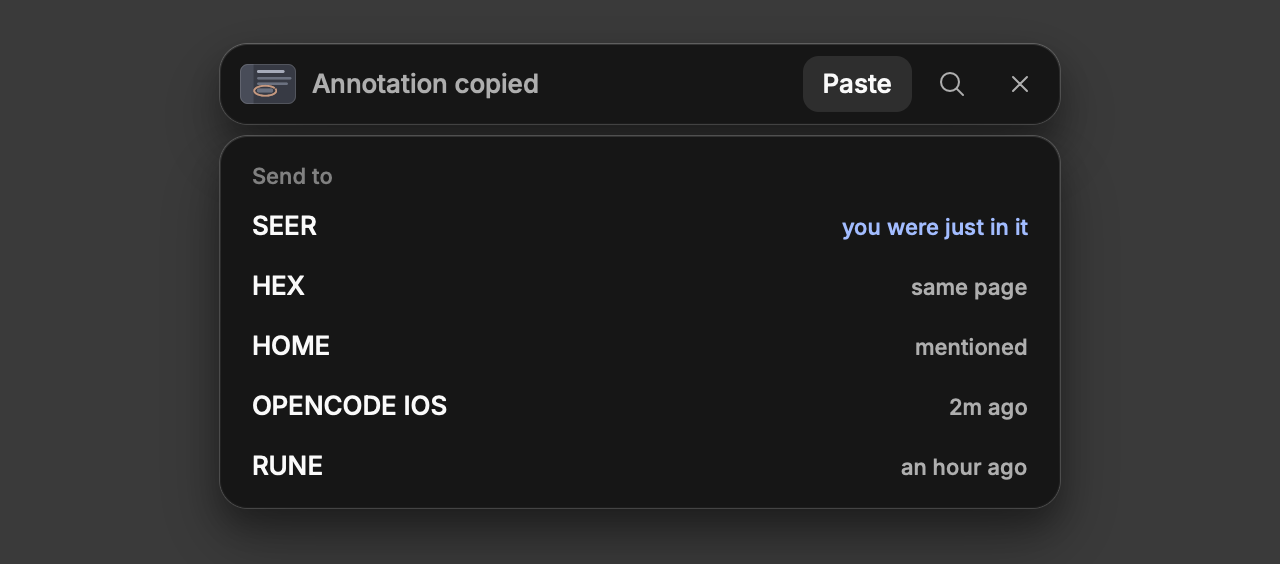 Annotation copied Paste
Send to
SEER you were just in it
HEX same page
HOME mentioned
OPENCODE IOS 2m ago
RUNE an hour ago